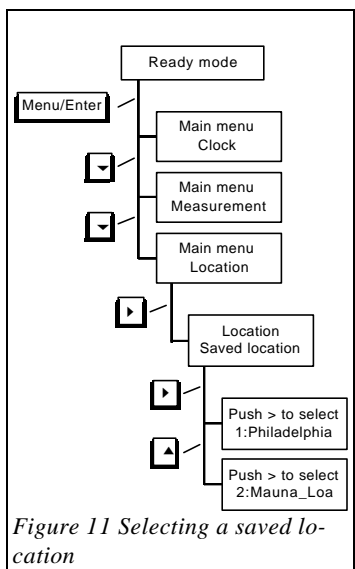 Ready mode
Menu/Enter
Main menu
Clock
Main menu
Measurement
Main menu
Location
Location
Saved location
Push > to select
1:Philadelphia
Push > to select
2:Mauna_Loa
Figure 11 Selecting a saved lo-
cation